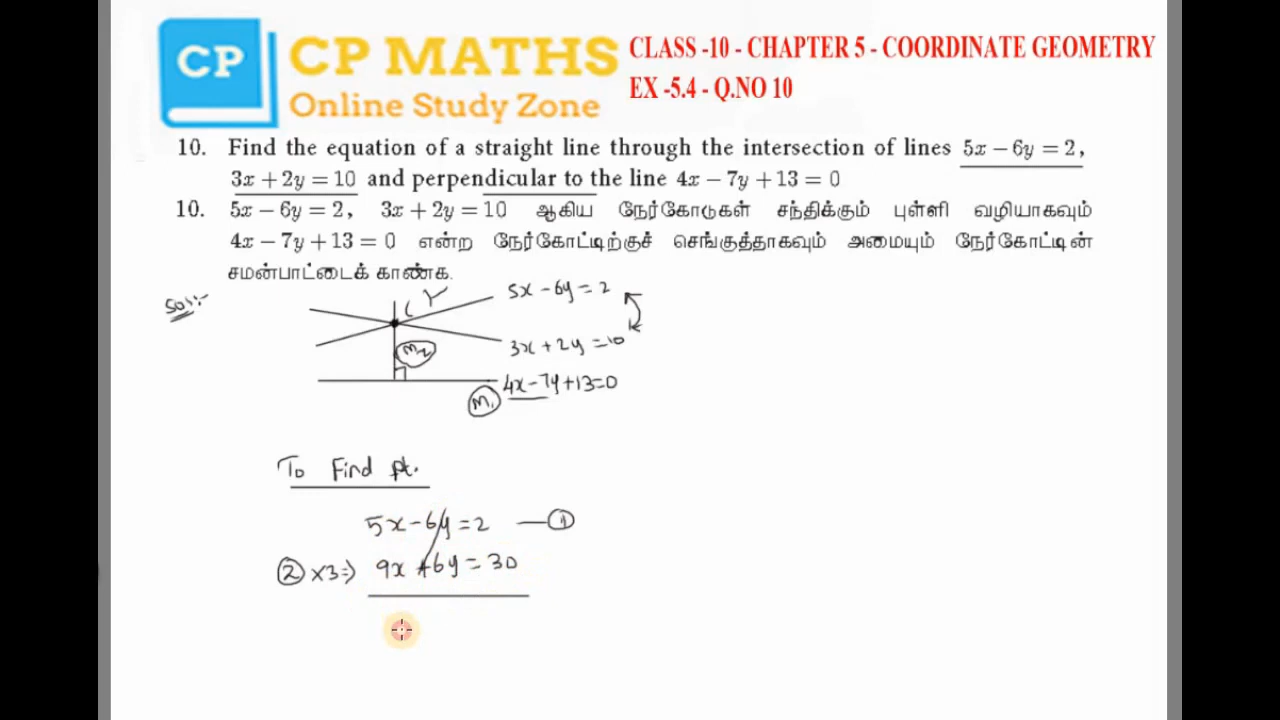 CP
CP MATHS
Online Study Zone
CLASS -10 - CHAPTER 5 - COORDINATE GEOMETRY
EX -5.4 - Q.NO 10
10. Find the equation of a straight line through the intersection of lines 5x − 6y = 2,
3x + 2y = 10 and perpendicular to the line 4x − 7y + 13 = 0
10. 5x − 6y = 2, 3x + 2y = 10 ஆகிய நேர்கோடுகள் சந்திக்கும் புள்ளி வழியாகவும்
4x − 7y + 13 = 0 என்ற நேர்கோட்டிற்குச் செங்குத்தாகவும் அமையும் நேர்கோட்டின்
சமன்பாட்டைக் காண்க.
Sol:-
5x - 6y = 2
3x + 2y = 10
m₂
4x - 7y + 13 = 0
m₁
To Find pt.
5x - 6y = 2 — ①
② x3 ⇒ 9x + 6y = 30